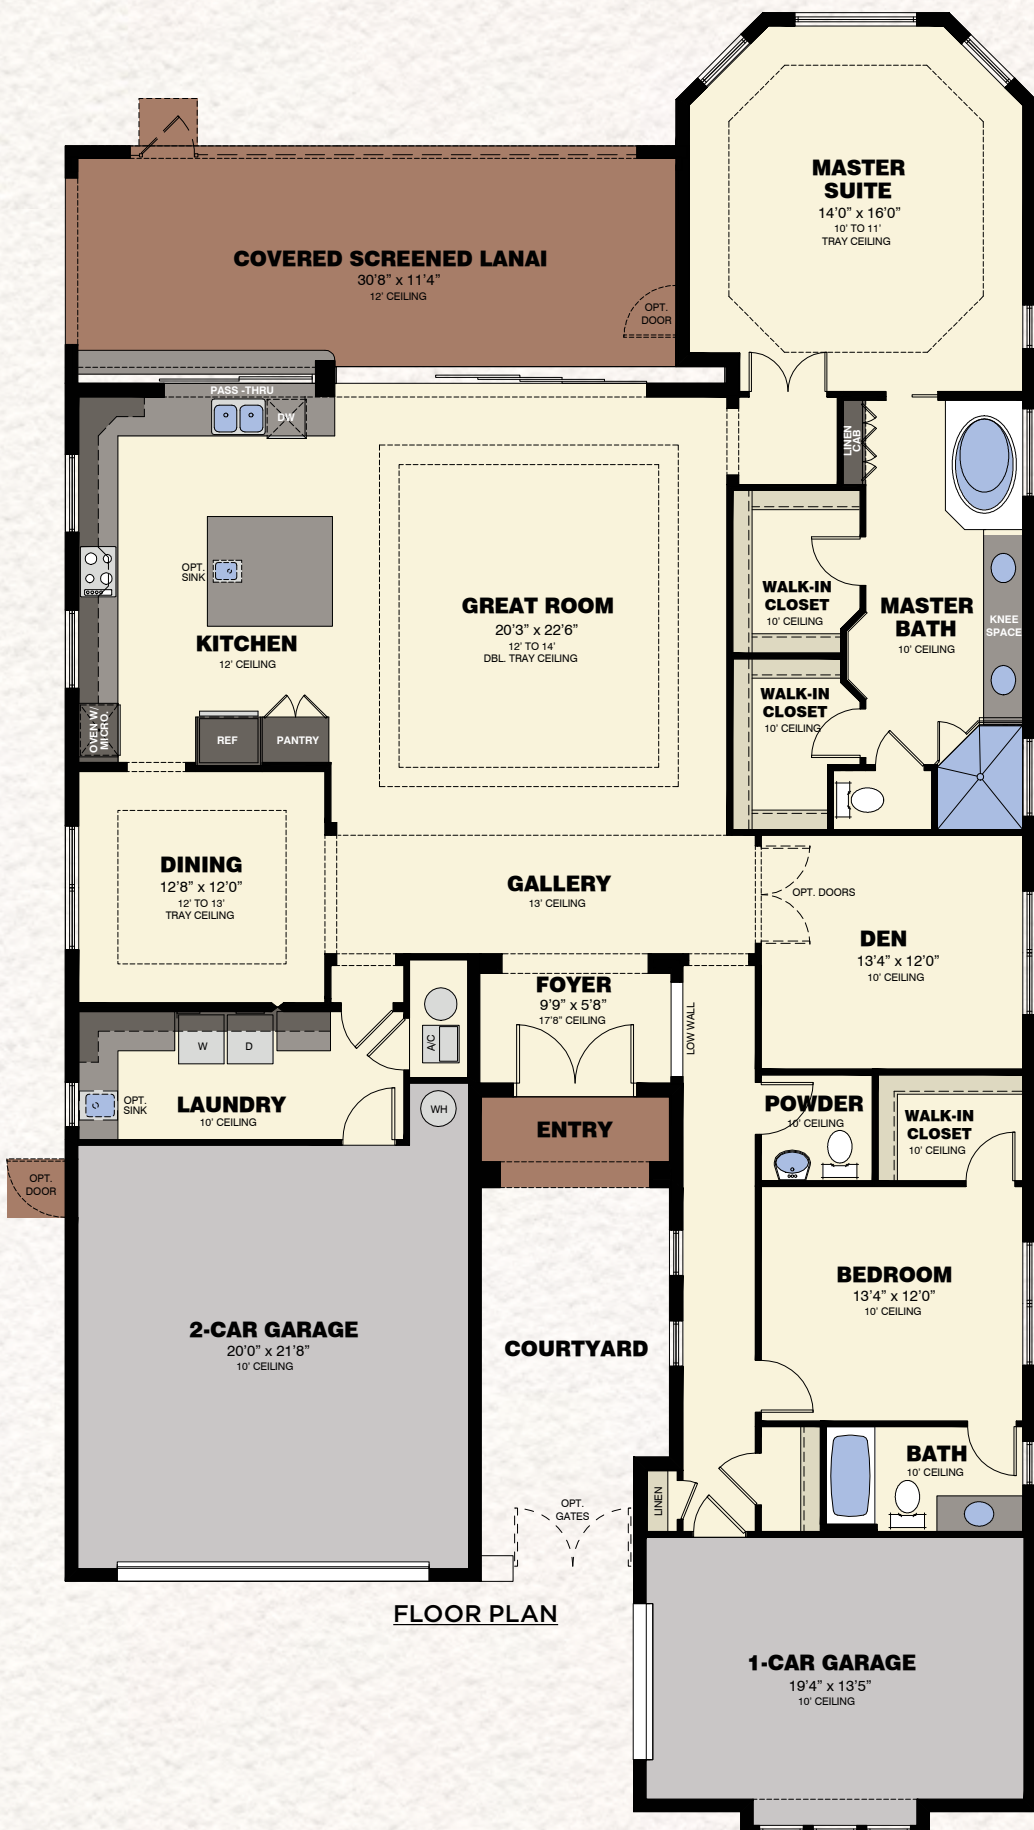 MASTER
SUITE
14'0" x 16'0"
10' TO 11'
TRAY CEILING
COVERED SCREENED LANAI
30'8" x 11'4"
12' CEILING
OPT.
DOOR
PASS -THRU
DW
LINEN
CAB
OPT.
SINK
KITCHEN
12' CEILING
GREAT ROOM
20'3" x 22'6"
12' TO 14'
DBL. TRAY CEILING
WALK-IN
CLOSET
10' CEILING
MASTER
BATH
10' CEILING
KNEE
SPACE
WALK-IN
CLOSET
10' CEILING
OVEN W/
MICRO.
REF
PANTRY
DINING
12'8" x 12'0"
12' TO 13'
TRAY CEILING
GALLERY
13' CEILING
OPT. DOORS
DEN
13'4" x 12'0"
10' CEILING
FOYER
9'9" x 5'8"
17'8" CEILING
LOW WALL
A/C
W
D
OPT.
SINK
LAUNDRY
10' CEILING
WH
ENTRY
POWDER
10' CEILING
WALK-IN
CLOSET
10' CEILING
OPT.
DOOR
BEDROOM
13'4" x 12'0"
10' CEILING
2-CAR GARAGE
20'0" x 21'8"
10' CEILING
COURTYARD
BATH
10' CEILING
LINEN
OPT.
GATES
FLOOR PLAN
1-CAR GARAGE
19'4" x 13'5"
10' CEILING